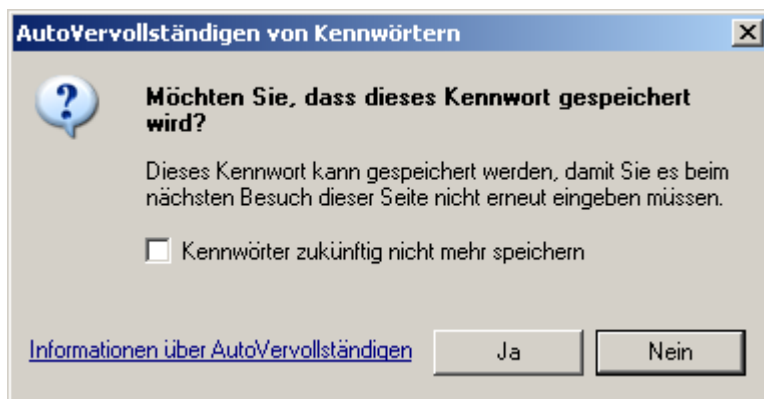 AutoVervollständigen von Kennwörtern
Möchten Sie, dass dieses Kennwort gespeichert
wird?
Dieses Kennwort kann gespeichert werden, damit Sie es beim
nächsten Besuch dieser Seite nicht erneut eingeben müssen.
Kennwörter zukünftig nicht mehr speichern
Informationen über AutoVervollständigen
Ja
Nein